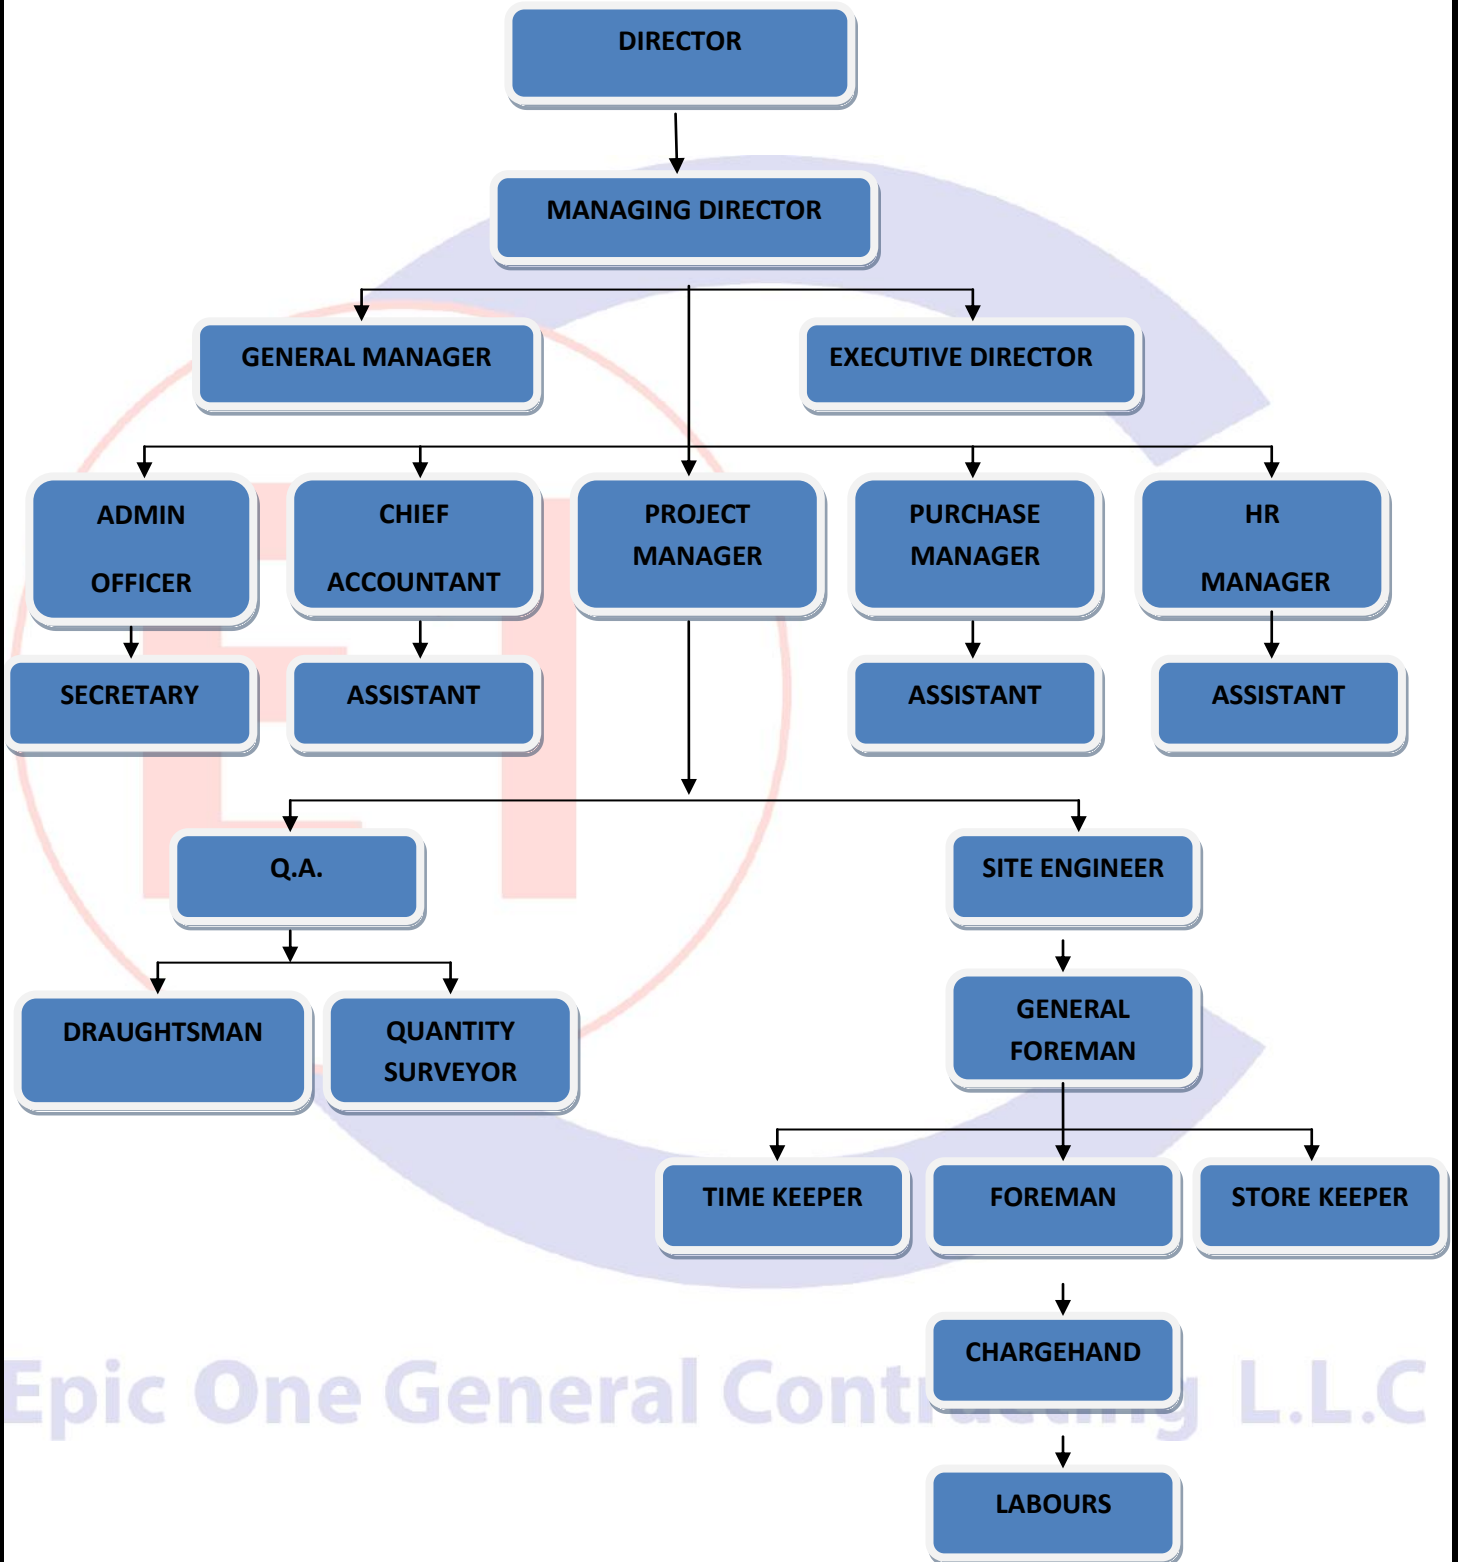 DIRECTOR
MANAGING DIRECTOR
GENERAL MANAGER
EXECUTIVE DIRECTOR
ADMIN
OFFICER
CHIEF
ACCOUNTANT
PROJECT
MANAGER
PURCHASE
MANAGER
HR
MANAGER
SECRETARY
ASSISTANT
ASSISTANT
ASSISTANT
Q.A.
SITE ENGINEER
DRAUGHTSMAN
QUANTITY
SURVEYOR
GENERAL
FOREMAN
TIME KEEPER
FOREMAN
STORE KEEPER
CHARGEHAND
Epic One General Contracting L.L.C
LABOURS